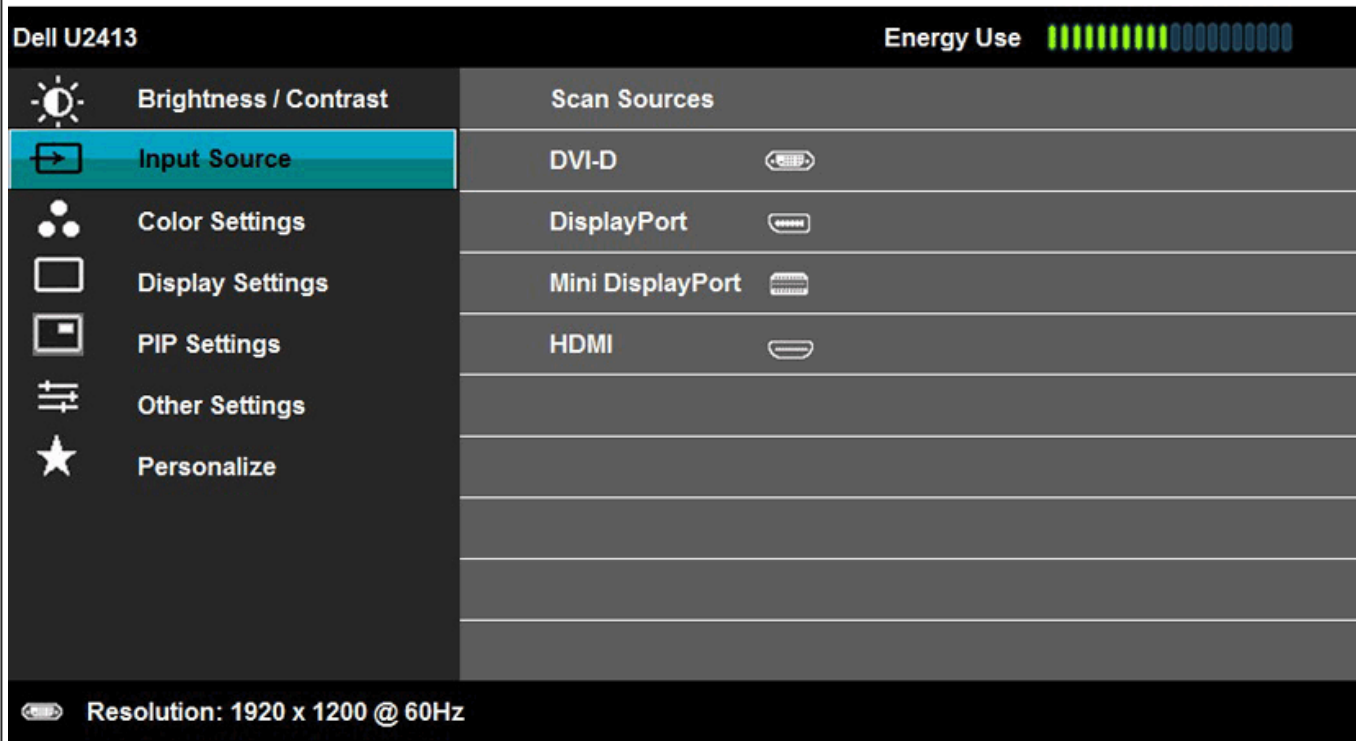 Dell U2413
Energy Use
Brightness / Contrast
Scan Sources
Input Source
DVI-D
Color Settings
DisplayPort
Display Settings
Mini DisplayPort
PIP Settings
HDMI
Other Settings
Personalize
Resolution: 1920 x 1200 @ 60Hz